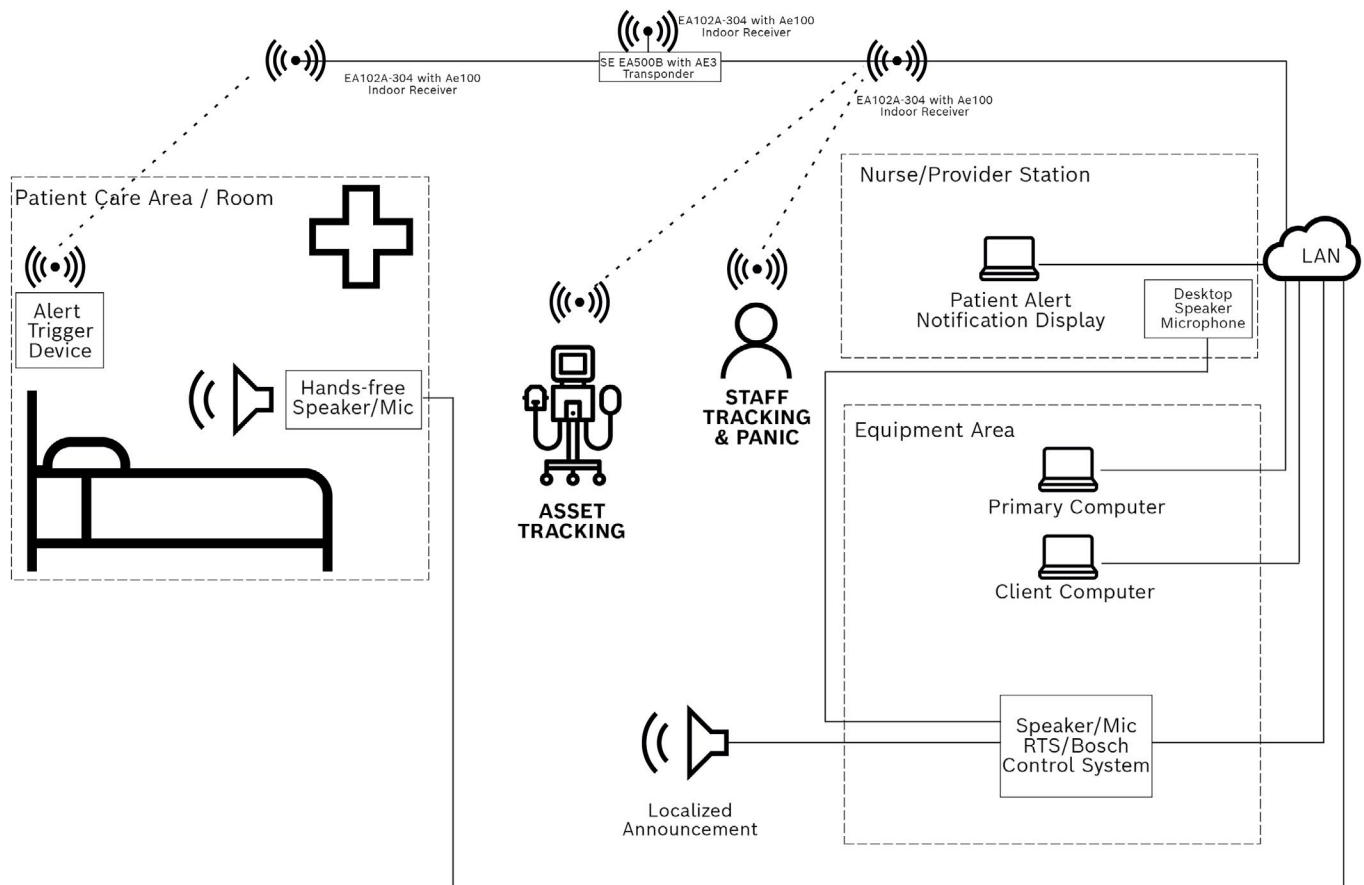 EA102A-304 with Ae100
Indoor Receiver
SE EA500B with AE3
Transponder
EA102A-304 with Ae100
Indoor Receiver
EA102A-304 with Ae100
Indoor Receiver
Patient Care Area / Room
Alert
Trigger
Device
Hands-free
Speaker/Mic
ASSET
TRACKING
STAFF
TRACKING
& PANIC
Nurse/Provider Station
Patient Alert
Notification Display
Desktop
Speaker
Microphone
LAN
Equipment Area
Primary Computer
Client Computer
Speaker/Mic
RTS/Bosch
Control System
Localized
Announcement